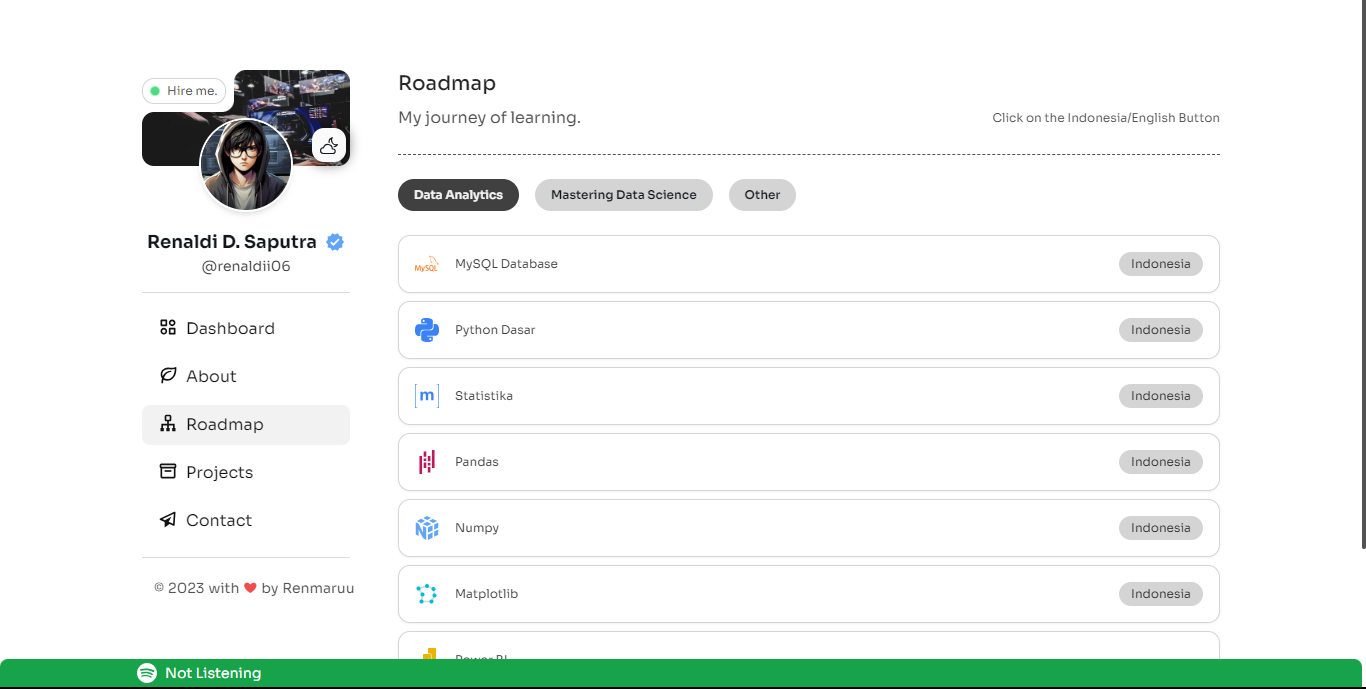 Hire me.
Renaldi D. Saputra
@renaldii06
Dashboard
About
Roadmap
Projects
Contact
© 2023 with ❤ by Renmaruu
Roadmap
My journey of learning.
Click on the Indonesia/English Button
Data Analytics
Mastering Data Science
Other
MySQL
MySQL Database
Indonesia
Python Dasar
Indonesia
m
Statistika
Indonesia
Pandas
Indonesia
Numpy
Indonesia
Matplotlib
Indonesia
Power BI
Not Listening